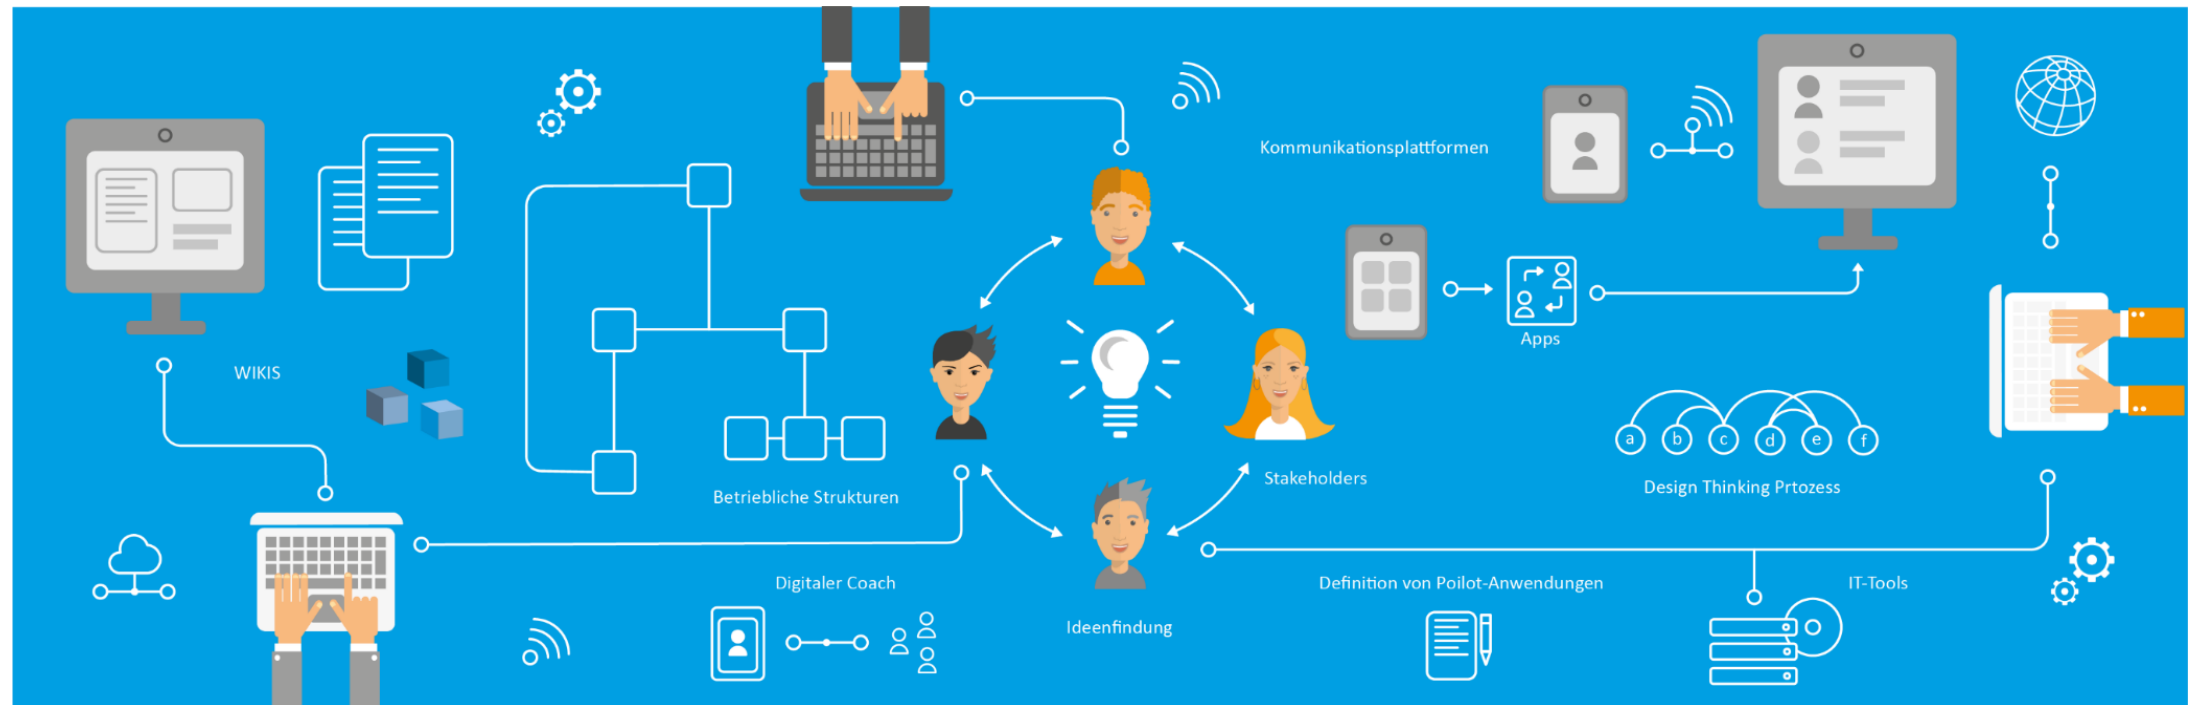 Kommunikationsplattformen
Apps
WIKIS
a b c d e f
Stakeholders
Design Thinking Prtozess
Betriebliche Strukturen
Digitaler Coach
Definition von Poilot-Anwendungen
IT-Tools
Ideenfindung